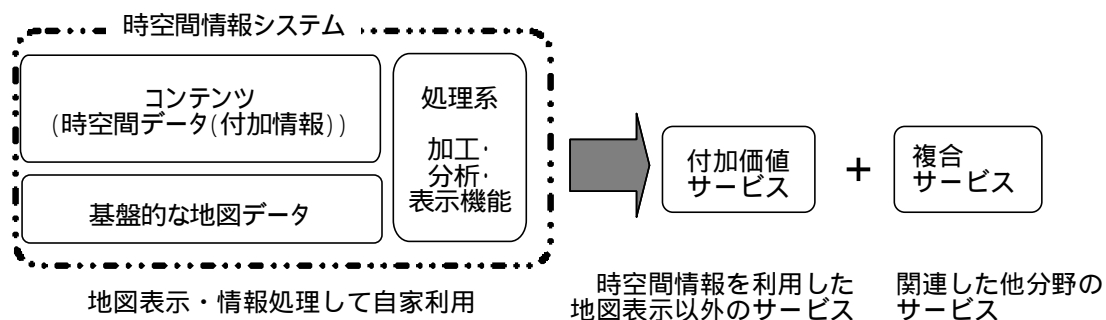 時空間情報システム
コンテンツ
(時空間データ(付加情報))
基盤的な地図データ
処理系
加工・
分析・
表示機能
付加価値
サービス
+
複合
サービス
地図表示・情報処理して自家利用
時空間情報を利用した
地図表示以外のサービス
関連した他分野の
サービス